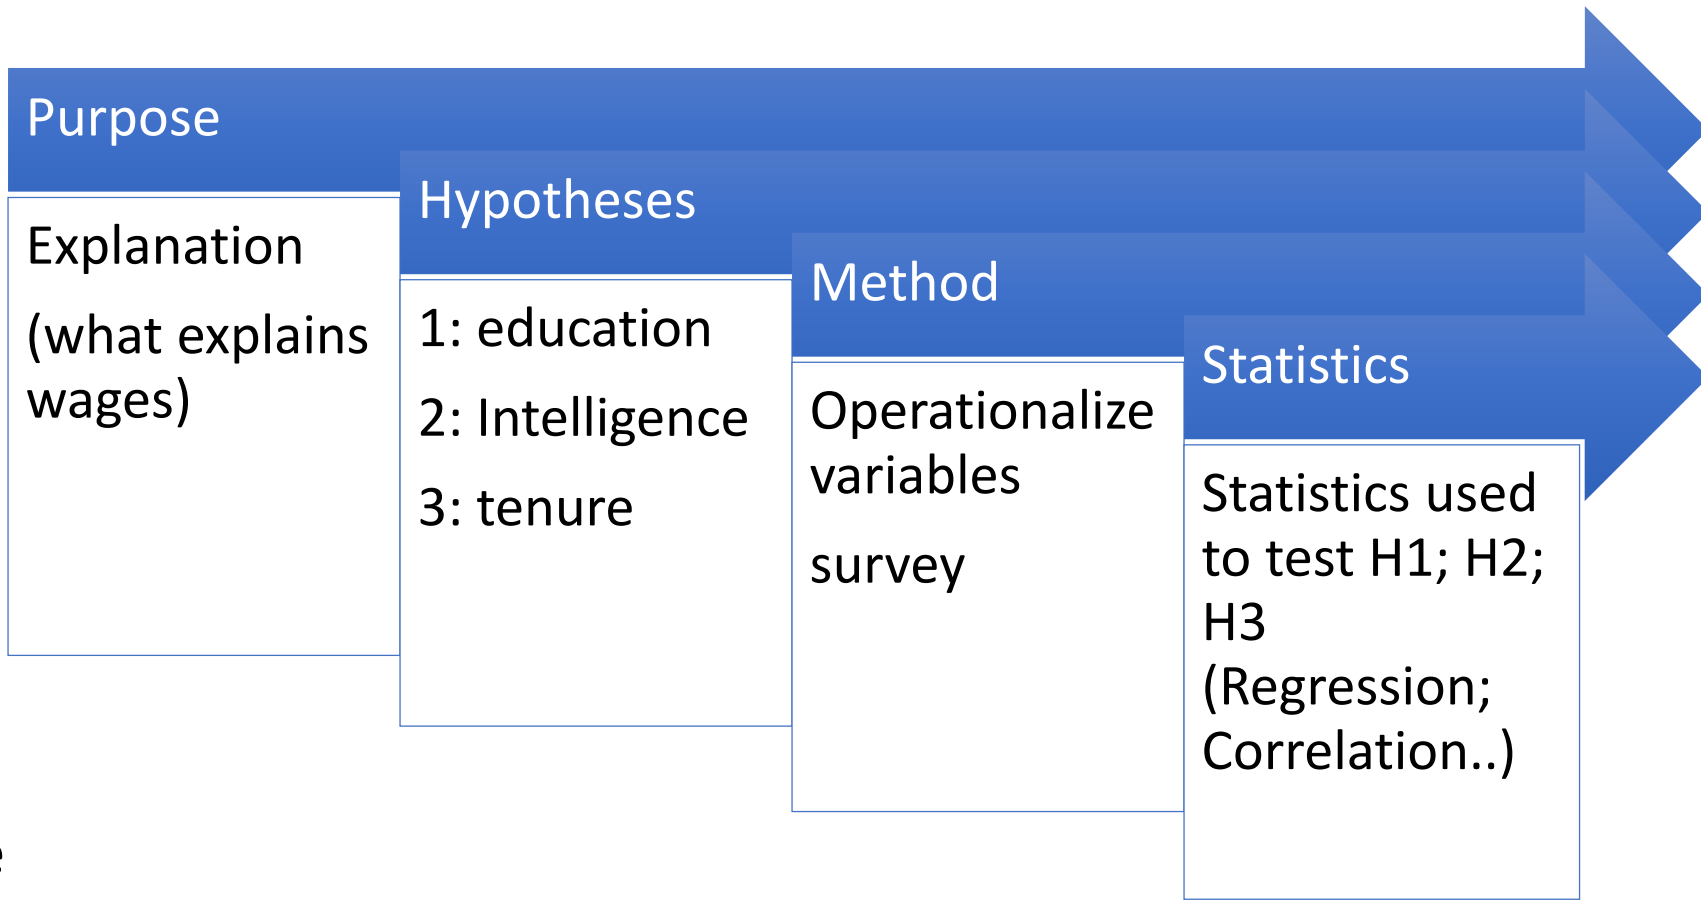 Purpose
Explanation
(what explains
wages)
Hypotheses
1: education
2: Intelligence
3: tenure
Method
Operationalize
variables
survey
Statistics
Statistics used
to test H1; H2;
H3
(Regression;
Correlation..)